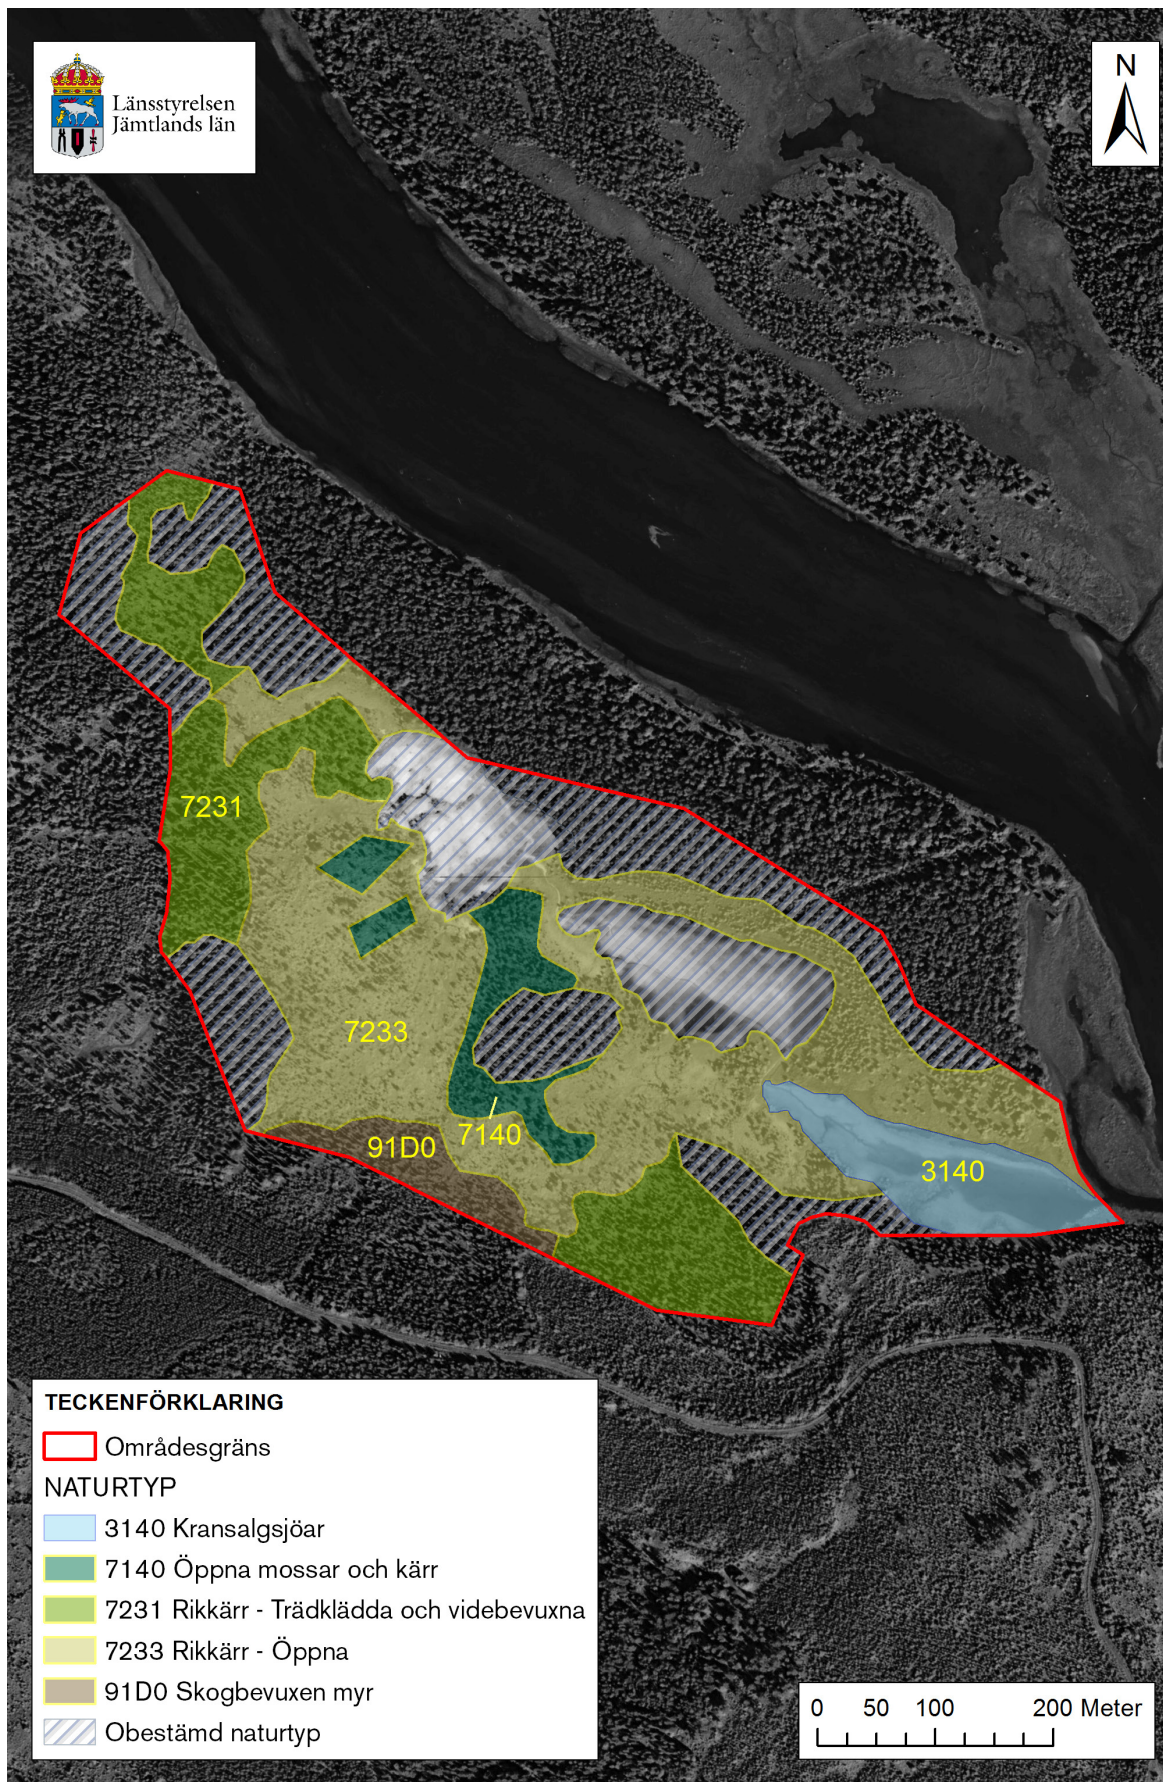 Länsstyrelsen
Jämtlands län
N
7231
7233
91D0
7140
3140
TECKENFÖRKLARING
Områdesgräns
NATURTYP
3140 Kransalgsjöar
7140 Öppna mossar och kärr
7231 Rikkärr - Trädklädda och videbevuxna
7233 Rikkärr - Öppna
91D0 Skogbevuxen myr
Obestämd naturtyp
0 50 100 200 Meter